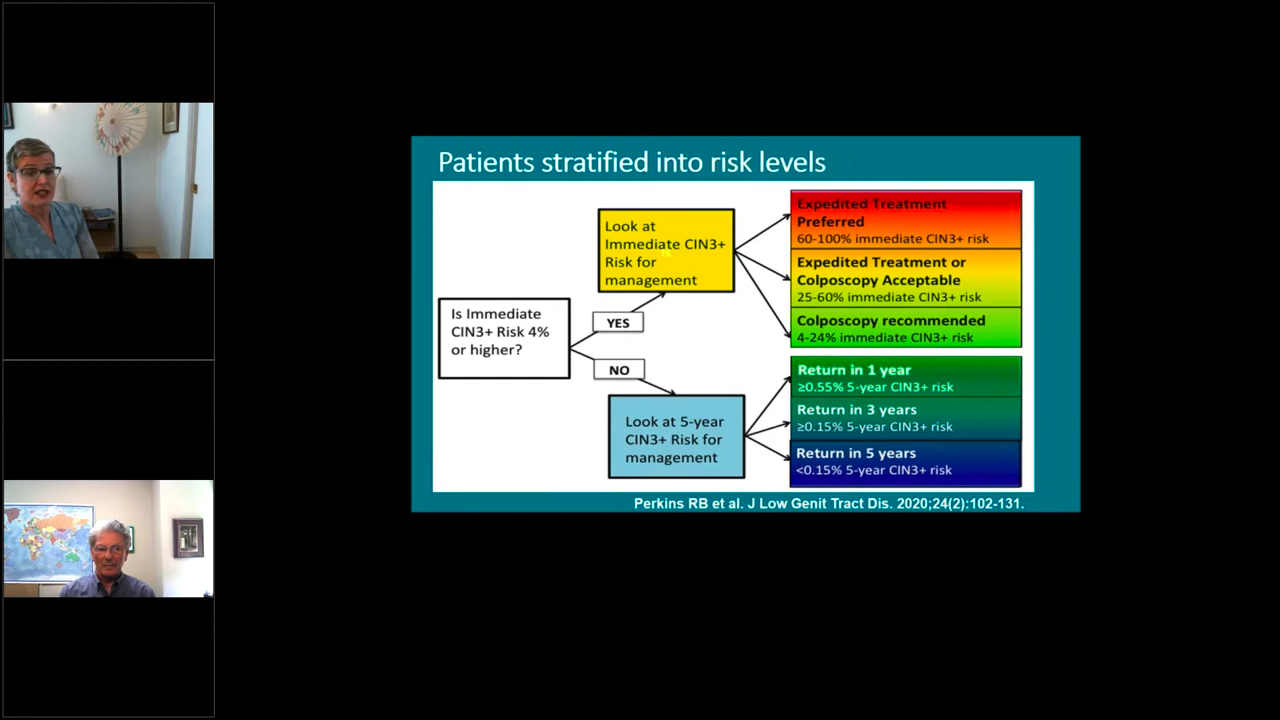 Patients stratified into risk levels
Is Immediate
CIN3+ Risk 4%
or higher?
YES
NO
Look at
Immediate CIN3+
Risk for
management
Look at 5-year
CIN3+ Risk for
management
Expedited Treatment
Preferred
60-100% immediate CIN3+ risk
Expedited Treatment or
Colposcopy Acceptable
25-60% immediate CIN3+ risk
Colposcopy recommended
4-24% immediate CIN3+ risk
Return in 1 year
≥0.55% 5-year CIN3+ risk
Return in 3 years
≥0.15% 5-year CIN3+ risk
Return in 5 years
<0.15% 5-year CIN3+ risk
Perkins RB et al. J Low Genit Tract Dis. 2020;24(2):102-131.